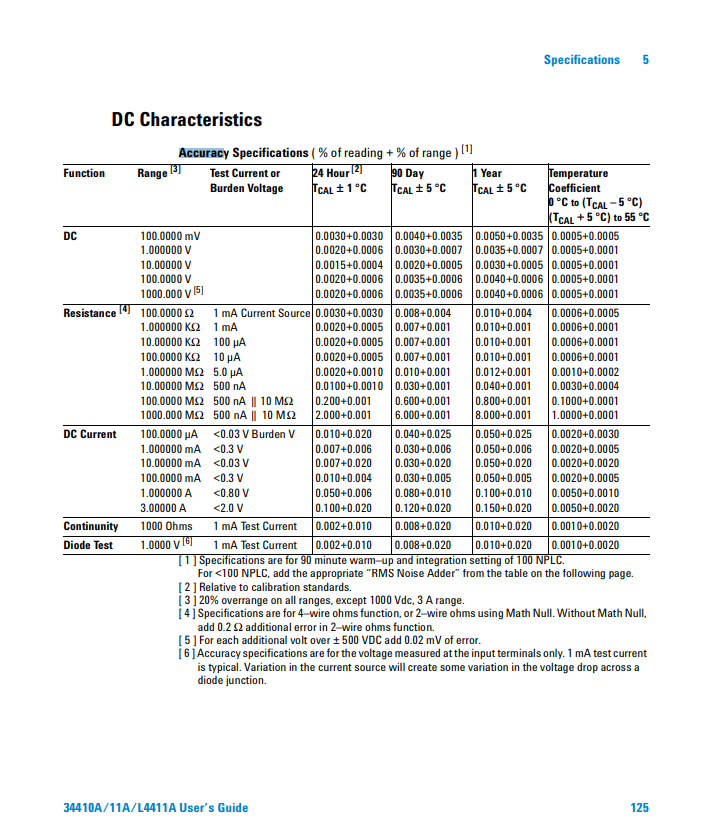 Specifications 5
DC Characteristics
Accuracy Specifications ( % of reading + % of range ) [1]
Function Range [3] Test Current or Burden Voltage 24 Hour [2] TCAL ± 1 °C 90 Day TCAL ± 5 °C 1 Year TCAL ± 5 °C Temperature Coefficient 0 °C to (TCAL – 5 °C) (TCAL + 5 °C) to 55 °C
DC 100.0000 mV 0.0030+0.0030 0.0040+0.0035 0.0050+0.0035 0.0005+0.0005
1.000000 V 0.0020+0.0006 0.0030+0.0007 0.0035+0.0007 0.0005+0.0001
10.00000 V 0.0015+0.0004 0.0020+0.0005 0.0030+0.0005 0.0005+0.0001
100.0000 V 0.0020+0.0006 0.0035+0.0006 0.0040+0.0006 0.0005+0.0001
1000.000 V [5] 0.0020+0.0006 0.0035+0.0006 0.0040+0.0006 0.0005+0.0001
Resistance [4] 100.0000 Ω 1 mA Current Source 0.0030+0.0030 0.008+0.004 0.010+0.004 0.0006+0.0005
1.000000 KΩ 1 mA 0.0020+0.0005 0.007+0.001 0.010+0.001 0.0006+0.0001
10.00000 KΩ 100 µA 0.0020+0.0005 0.007+0.001 0.010+0.001 0.0006+0.0001
100.0000 KΩ 10 µA 0.0020+0.0005 0.007+0.001 0.010+0.001 0.0006+0.0001
1.000000 MΩ 5.0 µA 0.0020+0.0010 0.010+0.001 0.012+0.001 0.0010+0.0002
10.00000 MΩ 500 nA 0.0100+0.0010 0.030+0.001 0.040+0.001 0.0030+0.0004
100.0000 MΩ 500 nA || 10 MΩ 0.200+0.001 0.600+0.001 0.800+0.001 0.1000+0.0001
1000.000 MΩ 500 nA || 10 MΩ 2.000+0.001 6.000+0.001 8.000+0.001 1.0000+0.0001
DC Current 100.0000 µA <0.03 V Burden V 0.010+0.020 0.040+0.025 0.050+0.025 0.0020+0.0030
1.000000 mA <0.3 V 0.007+0.006 0.030+0.006 0.050+0.006 0.0020+0.0005
10.00000 mA <0.03 V 0.007+0.020 0.030+0.020 0.050+0.020 0.0020+0.0020
100.0000 mA <0.3 V 0.010+0.004 0.030+0.005 0.050+0.005 0.0020+0.0005
1.000000 A <0.80 V 0.050+0.006 0.080+0.010 0.100+0.010 0.0050+0.0010
3.00000 A <2.0 V 0.100+0.020 0.120+0.020 0.150+0.020 0.0050+0.0020
Continunity 1000 Ohms 1 mA Test Current 0.002+0.010 0.008+0.020 0.010+0.020 0.0010+0.0020
Diode Test 1.0000 V [6] 1 mA Test Current 0.002+0.010 0.008+0.020 0.010+0.020 0.0010+0.0020
[ 1 ] Specifications are for 90 minute warm–up and integration setting of 100 NPLC.
For <100 NPLC, add the appropriate “RMS Noise Adder” from the table on the following page.
[ 2 ] Relative to calibration standards.
[ 3 ] 20% overrange on all ranges, except 1000 Vdc, 3 A range.
[ 4 ] Specifications are for 4–wire ohms function, or 2–wire ohms using Math Null. Without Math Null,
add 0.2 Ω additional error in 2–wire ohms function.
[ 5 ] For each additional volt over ± 500 VDC add 0.02 mV of error.
[ 6 ] Accuracy specifications are for the voltage measured at the input terminals only. 1 mA test current
is typical. Variation in the current source will create some variation in the voltage drop across a
diode junction.
34410A/11A/L4411A User’s Guide 125